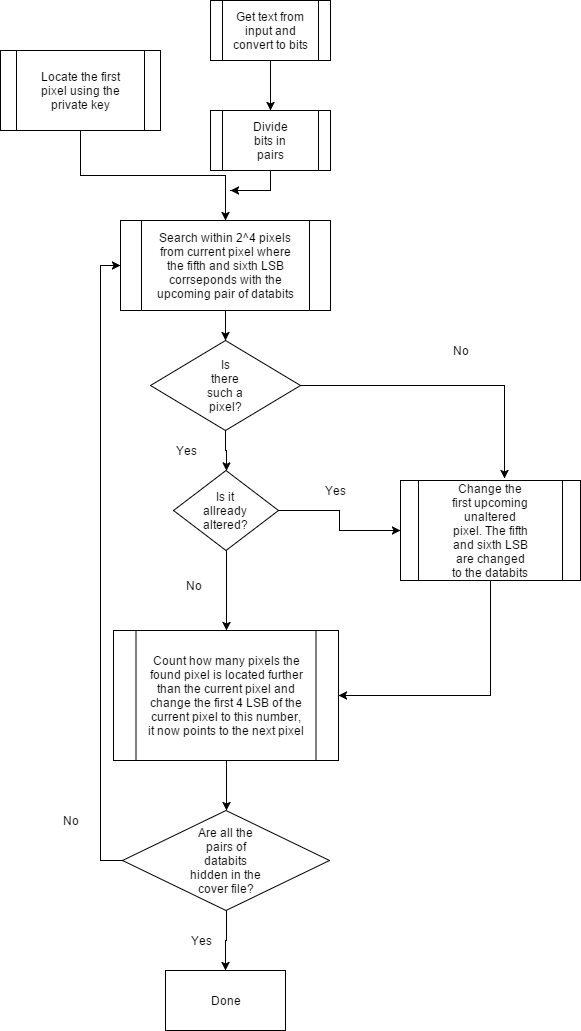 Get text from
input and
convert to bits
Locate the first
pixel using the
private key
Divide
bits in
pairs
Search within 2^4 pixels
from current pixel where
the fifth and sixth LSB
corrseponds with the
upcoming pair of databits
Is
there
such a
pixel?
No
Yes
Is it
allready
altered?
Yes
Change the
first upcoming
unaltered
pixel. The fifth
and sixth LSB
are changed
to the databits
No
Count how many pixels the
found pixel is located further
than the current pixel and
change the first 4 LSB of the
current pixel to this number,
it now points to the next pixel
No
Are all the
pairs of
databits
hidden in the
cover file?
Yes
Done